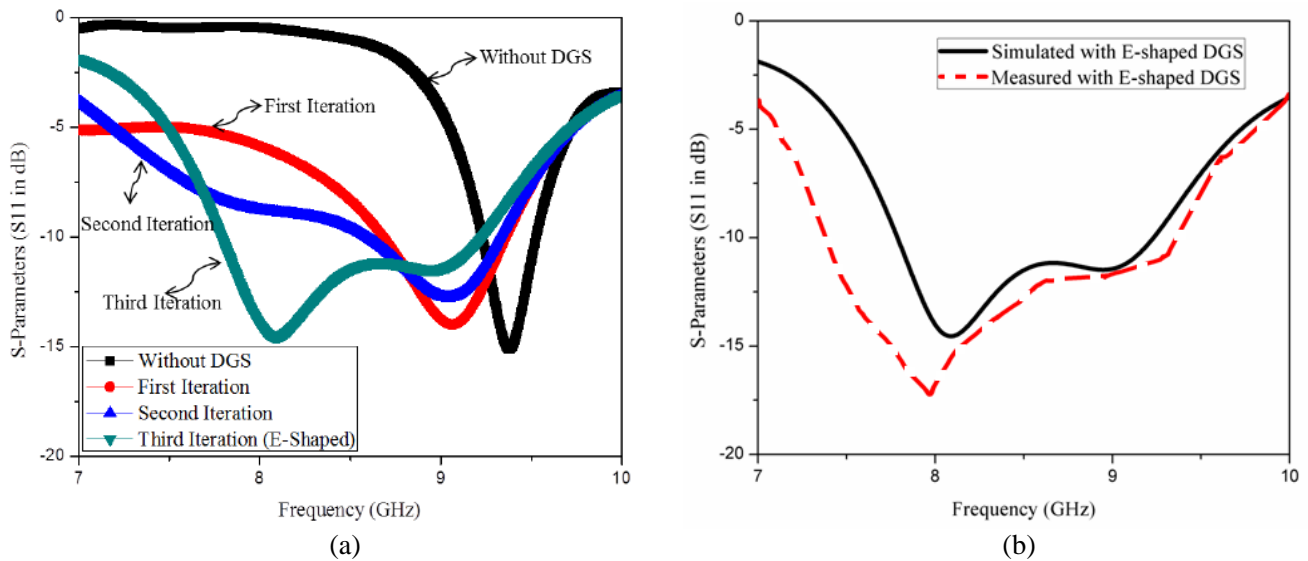 0
-5
-10
-15
-20
S-Parameters (S11 in dB)
7
8
9
10
Frequency (GHz)
Without DGS
First Iteration
Second Iteration
Third Iteration
Without DGS
First Iteration
Second Iteration
Third Iteration (E-Shaped)
(a)
0
-5
-10
-15
-20
S-Parameters (S11 in dB)
7
8
9
10
Frequency (GHz)
Simulated with E-shaped DGS
Measured with E-shaped DGS
(b)